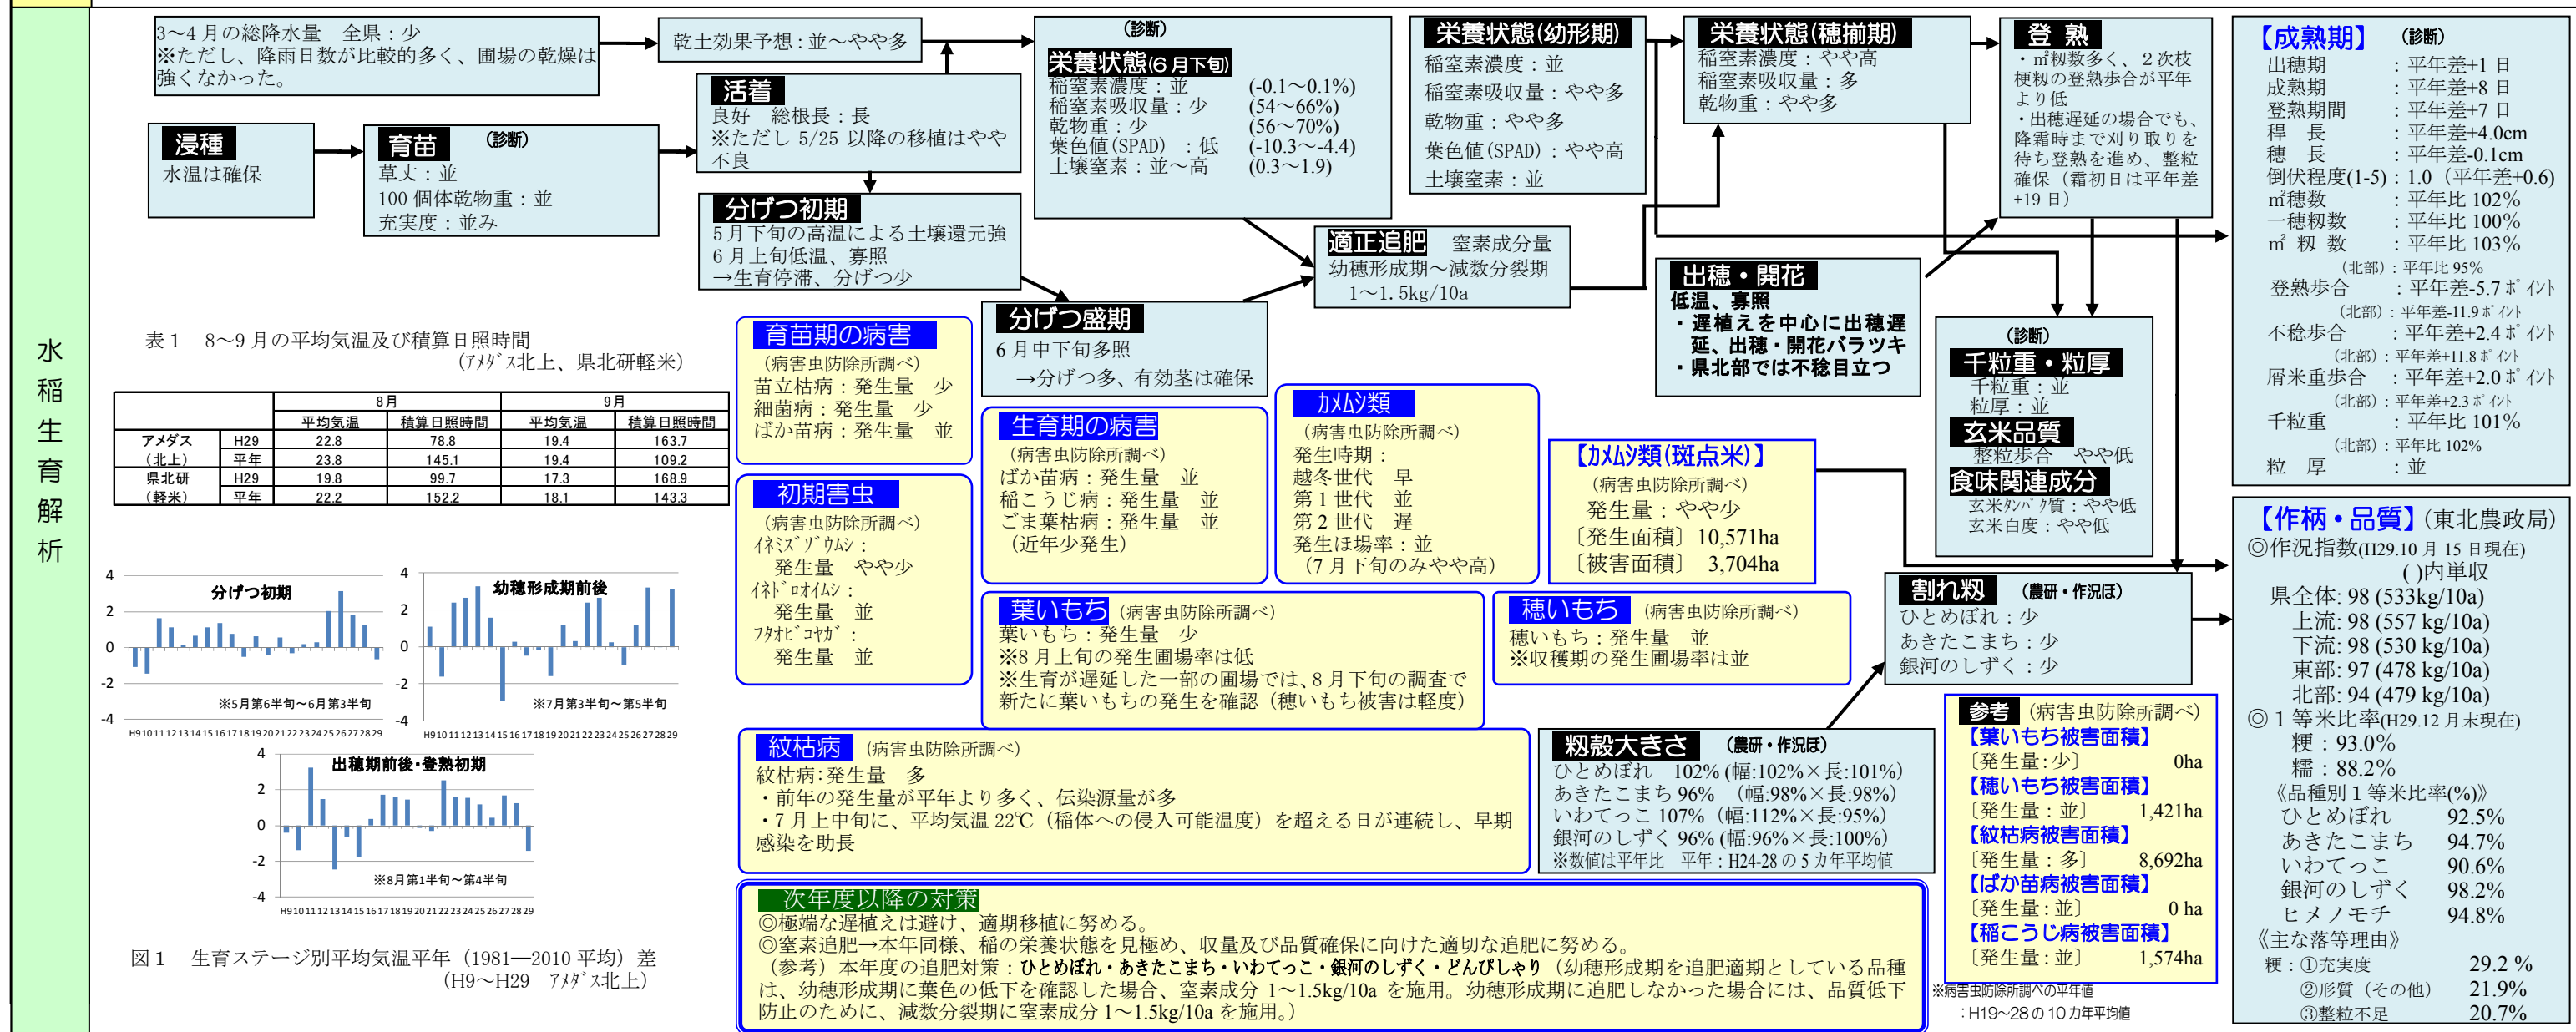 水稲生育解析
3～4月の総降水量　全県：少
※ただし、降雨日数が比較的多く、圃場の乾燥は
強くなかった。
乾土効果予想：並～やや多
浸種
水温は確保
育苗　（診断）
草丈：並
100個体乾物重：並
充実度：並み
活着
良好　総根長：長
※ただし 5/25 以降の移植はやや
不良
分げつ初期
5月下旬の高温による土壌還元強
6月上旬低温、寡照
→生育停滞、分げつ少
（診断）
栄養状態(6月下旬)
稲窒素濃度：並　(-0.1～0.1%)
稲窒素吸収量：少　(54～66%)
乾物重：少　(56～70%)
葉色値(SPAD)　：低　(-10.3～-4.4)
土壌窒素：並～高　(0.3～1.9)
分げつ盛期
6月中下旬多照
→分げつ多、有効茎は確保
適正追肥　窒素成分量
幼穂形成期～減数分裂期
1～1.5kg/10a
栄養状態(幼形期)
稲窒素濃度：並
稲窒素吸収量：やや多
乾物重：やや多
葉色値(SPAD)：やや高
土壌窒素：並
栄養状態(穂揃期)
稲窒素濃度：やや高
稲窒素吸収量：多
乾物重：やや多
出穂・開花
低温、寡照
・遅植えを中心に出穂遅
延、出穂・開花バラツキ
・県北部では不稔目立つ
登 熟
・㎡籾数多く、２次枝
梗籾の登熟歩合が平年
より低
・出穂遅延の場合でも、
降霜時まで刈り取りを
待ち登熟を進め、整粒
確保（霜初日は平年差
+19日）
（診断）
千粒重・粒厚
千粒重：並
粒厚：並
玄米品質
整粒歩合　やや低
食味関連成分
玄米ﾀﾝﾊﾟｸ質：やや低
玄米白度：やや低
【成熟期】　（診断）
出穂期　：平年差+1 日
成熟期　：平年差+8 日
登熟期間　：平年差+7 日
稈　長　：平年差+4.0cm
穂　長　：平年差-0.1cm
倒伏程度(1-5)：1.0（平年差+0.6)
㎡穂数　：平年比 102%
一穂籾数　：平年比 100%
㎡ 籾 数　：平年比 103%
（北部）：平年比 95%
登熟歩合　：平年差-5.7 ﾎﾟｲﾝﾄ
（北部）：平年差-11.9 ﾎﾟｲﾝﾄ
不稔歩合　：平年差+2.4 ﾎﾟｲﾝﾄ
（北部）：平年差+11.8 ﾎﾟｲﾝﾄ
屑米重歩合　：平年差+2.0 ﾎﾟｲﾝﾄ
（北部）：平年差+2.3 ﾎﾟｲﾝﾄ
千粒重　：平年比 101%
（北部）：平年比 102%
粒　厚　：並
表１　8～9月の平均気温及び積算日照時間
(ｱﾒﾀﾞｽ北上、県北研軽米)
8月　9月
平均気温　積算日照時間　平均気温　積算日照時間
アメダス　H29　22.8　78.8　19.4　163.7
（北上）　平年　23.8　145.1　19.4　109.2
県北研　H29　19.8　99.7　17.3　168.9
（軽米）　平年　22.2　152.2　18.1　143.3
分げつ初期
4
2
0
-2
-4
※5月第6半旬～6月第3半旬
H9 10 11 12 13 14 15 16 17 18 19 20 21 22 23 24 25 26 27 28 29
幼穂形成期前後
4
2
0
-2
-4
※7月第3半旬～第5半旬
H9 10 11 12 13 14 15 16 17 18 19 20 21 22 23 24 25 26 27 28 29
出穂期前後・登熟初期
4
2
0
-2
-4
※8月第1半旬～第4半旬
H9 10 11 12 13 14 15 16 17 18 19 20 21 22 23 24 25 26 27 28 29
図１　生育ステージ別平均気温平年（1981―2010 平均）差
(H9～H29　ｱﾒﾀﾞｽ北上)
育苗期の病害
（病害虫防除所調べ）
苗立枯病：発生量　少
細菌病：発生量　少
ばか苗病：発生量　並
初期害虫
（病害虫防除所調べ）
ｲﾈﾐｽﾞｿﾞｳﾑｼ：
発生量　やや少
ｲﾈﾄﾞﾛｵｲﾑｼ：
発生量　並
ﾌﾀｵﾋﾞｺﾔｶﾞ：
発生量　並
生育期の病害
（病害虫防除所調べ）
ばか苗病：発生量　並
稲こうじ病：発生量　並
ごま葉枯病：発生量　並
（近年少発生）
ｶﾒﾑｼ類
（病害虫防除所調べ）
発生時期：
越冬世代　早
第１世代　並
第２世代　遅
発生ほ場率：並
（7月下旬のみやや高）
【ｶﾒﾑｼ類(斑点米)】
（病害虫防除所調べ）
発生量：やや少
〔発生面積〕10,571ha
〔被害面積〕 3,704ha
葉いもち　（病害虫防除所調べ）
葉いもち：発生量　少
※8月上旬の発生圃場率は低
※生育が遅延した一部の圃場では、8月下旬の調査で
新たに葉いもちの発生を確認（穂いもち被害は軽度）
穂いもち　（病害虫防除所調べ）
穂いもち：発生量　並
※収穫期の発生圃場率は並
紋枯病　（病害虫防除所調べ）
紋枯病：発生量　多
・前年の発生量が平年より多く、伝染源量が多
・7月上中旬に、平均気温 22℃（稲体への侵入可能温度）を超える日が連続し、早期
感染を助長
籾殻大きさ　（農研・作況ほ）
ひとめぼれ　102% (幅:102%×長:101%)
あきたこまち 96%　（幅:98%×長:98%）
いわてっこ 107%（幅:112%×長:95%）
銀河のしずく 96% (幅:96%×長:100%)
※数値は平年比　平年：H24-28の5カ年平均値
割れ籾　（農研・作況ほ）
ひとめぼれ：少
あきたこまち：少
銀河のしずく：少
参考　（病害虫防除所調べ）
【葉いもち被害面積】
〔発生量:少〕　0ha
【穂いもち被害面積】
〔発生量：並〕　1,421ha
【紋枯病被害面積】
〔発生量：多〕　8,692ha
【ばか苗病被害面積】
〔発生量：並〕　0 ha
【稲こうじ病被害面積】
〔発生量：並〕　1,574ha
※病害虫防除所調べの平年値
：H19～28の10カ年平均値
【作柄・品質】（東北農政局）
◎作況指数(H29.10月15日現在)
( )内単収
県全体: 98 (533kg/10a)
上流: 98 (557 kg/10a)
下流: 98 (530 kg/10a)
東部: 97 (478 kg/10a)
北部: 94 (479 kg/10a)
◎１等米比率(H29.12月末現在)
粳：93.0%
糯：88.2%
《品種別１等米比率(%)》
ひとめぼれ　92.5%
あきたこまち　94.7%
いわてっこ　90.6%
銀河のしずく　98.2%
ヒメノモチ　94.8%
《主な落等理由》
粳：①充実度　29.2 %
②形質（その他）　21.9%
③整粒不足　20.7%
次年度以降の対策
◎極端な遅植えは避け、適期移植に努める。
◎窒素追肥→本年同様、稲の栄養状態を見極め、収量及び品質確保に向けた適切な追肥に努める。
（参考）本年度の追肥対策：ひとめぼれ・あきたこまち・いわてっこ・銀河のしずく・どんぴしゃり（幼穂形成期を追肥適期としている品種
は、幼穂形成期に葉色の低下を確認した場合、窒素成分 1～1.5kg/10a を施用。幼穂形成期に追肥しなかった場合には、品質低下
防止のために、減数分裂期に窒素成分 1～1.5kg/10a を施用。）